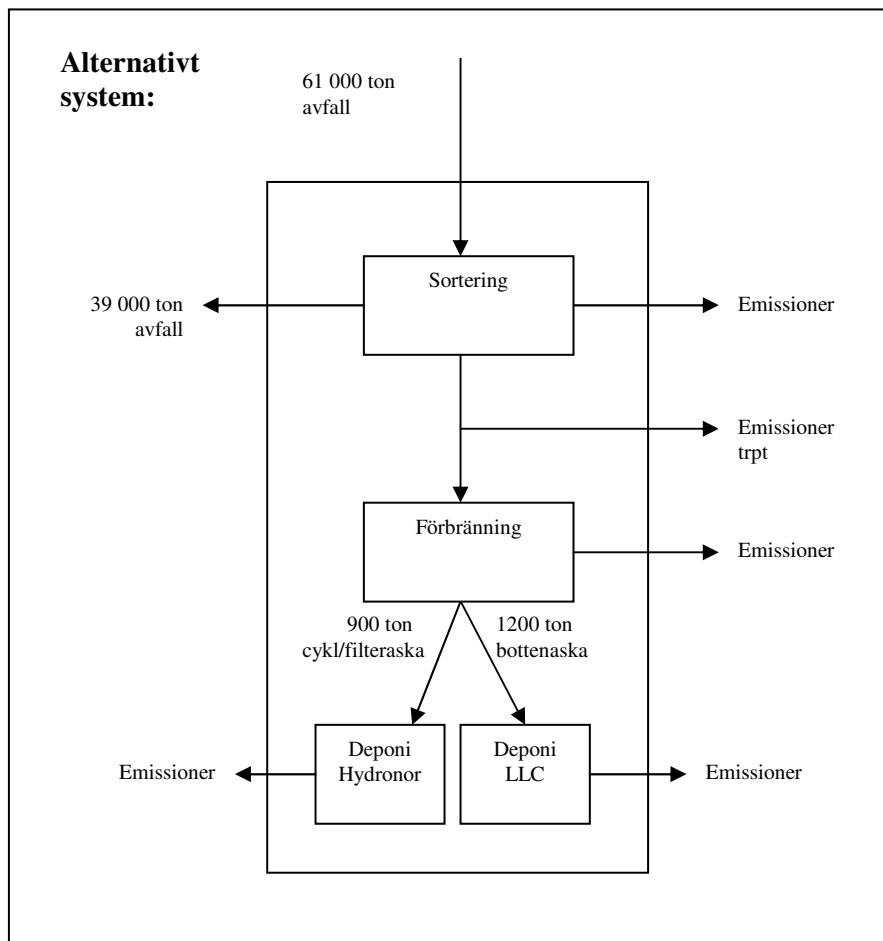 Alternativt
system:
61 000 ton
avfall
Sortering
39 000 ton
avfall
Emissioner
Emissioner
trpt
Förbränning
Emissioner
900 ton
cykl/filteraska
1200 ton
bottenaska
Deponi
Hydronor
Deponi
LLC
Emissioner
Emissioner